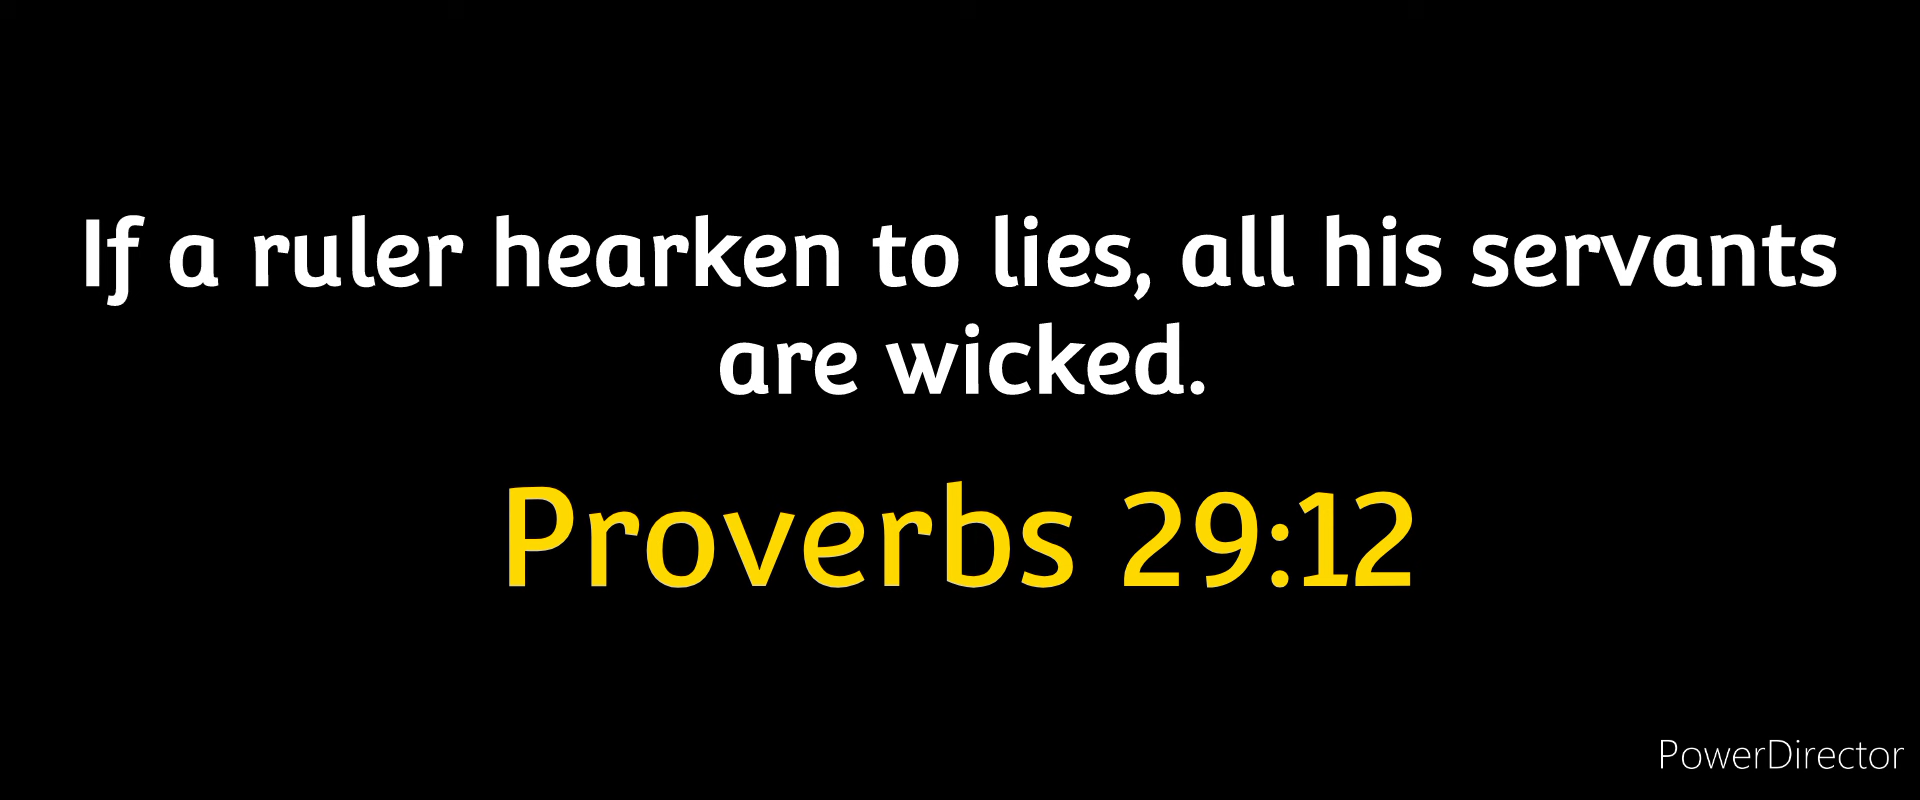 If a ruler hearken to lies, all his servants
are wicked.
Proverbs 29:12
PowerDirector